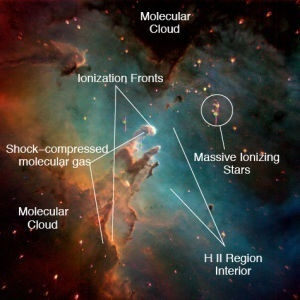 Molecular
Cloud
Ionization Fronts
Shock–compressed
molecular gas
Massive Ionizing
Stars
Molecular
Cloud
H II Region
Interior